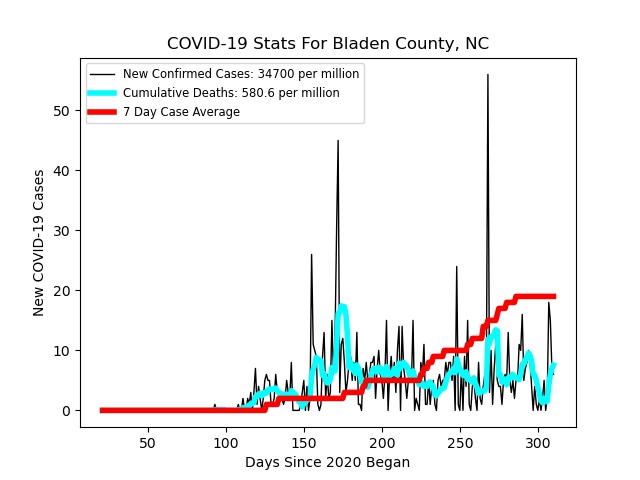 COVID-19 Stats For Bladen County, NC
New Confirmed Cases: 34700 per million
Cumulative Deaths: 580.6 per million
7 Day Case Average
New COVID-19 Cases
50
40
30
20
10
0
50 100 150 200 250 300
Days Since 2020 Began